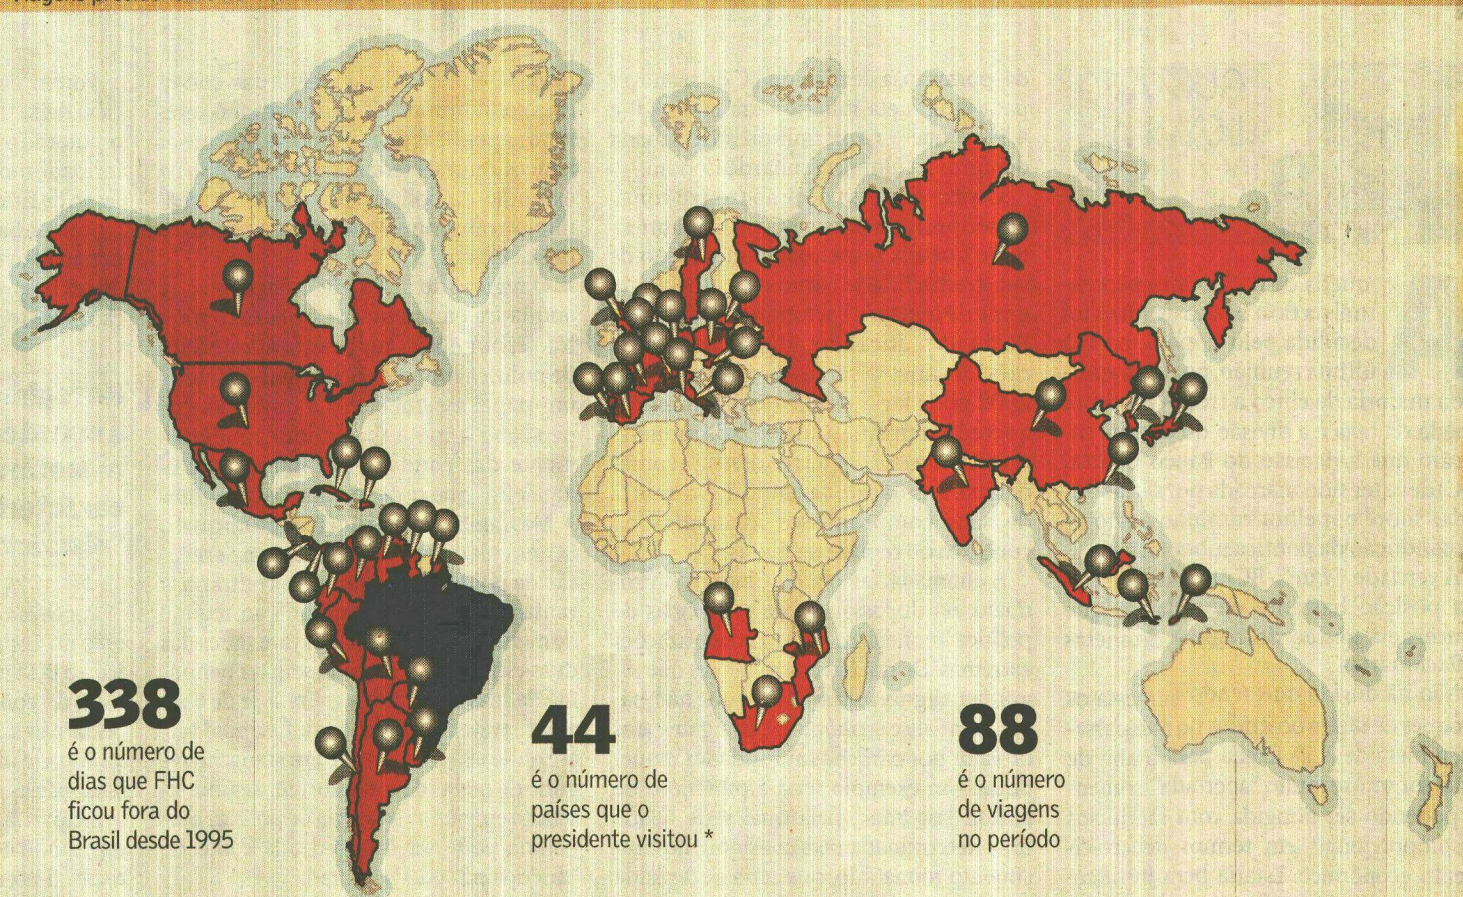 338
é o número de
dias que FHC
ficou fora do
Brasil desde 1995
44
é o número de
países que o
presidente visitou *
88
é o número
de viagens
no período